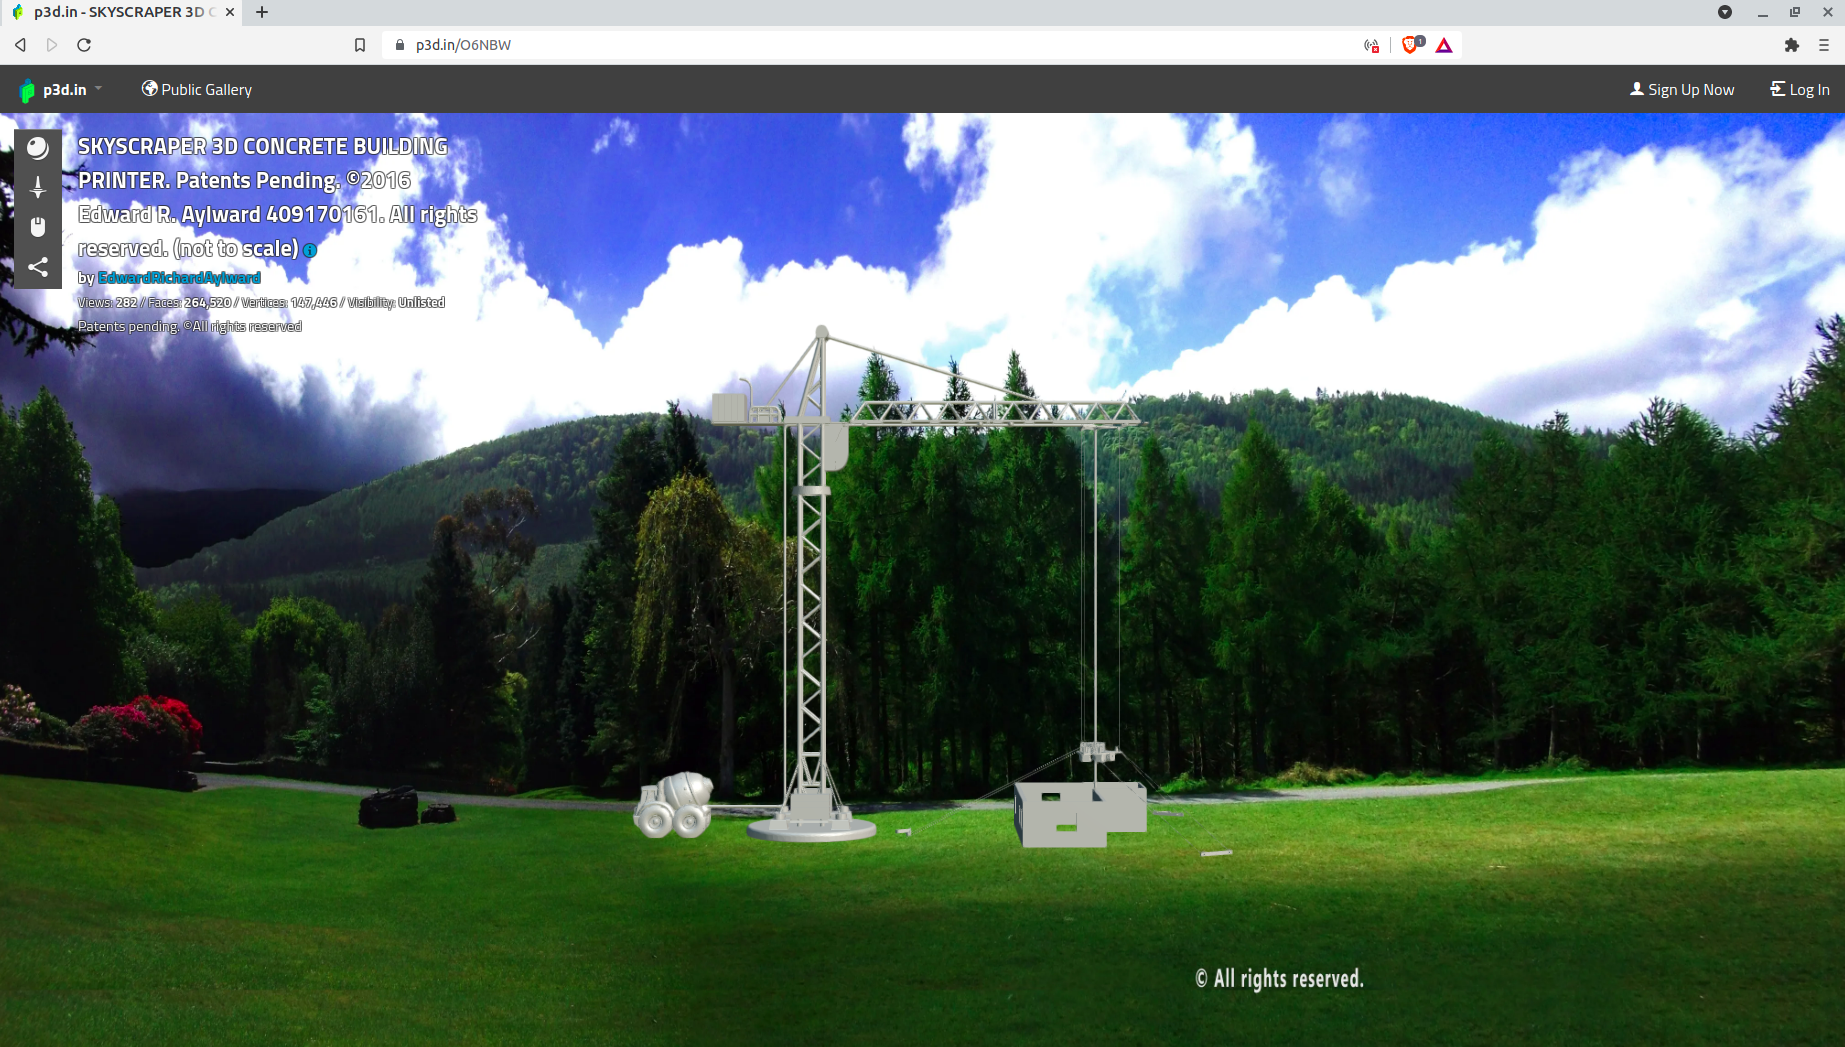 p3d.in - SKYSCRAPER 3D
p3d.in/O6NBW
1
p3d.in
Public Gallery
Sign Up Now
Log In
SKYSCRAPER 3D CONCRETE BUILDING
PRINTER. Patents Pending. ©2016
Edward R. Aylward 409170161. All rights
reserved. (not to scale)
by EdwardRichardAylward
Views: 282 / Faces: 264,520 / Vertices: 147,446 / Visibility: Unlisted
Patents pending. ©All rights reserved
© All rights reserved.